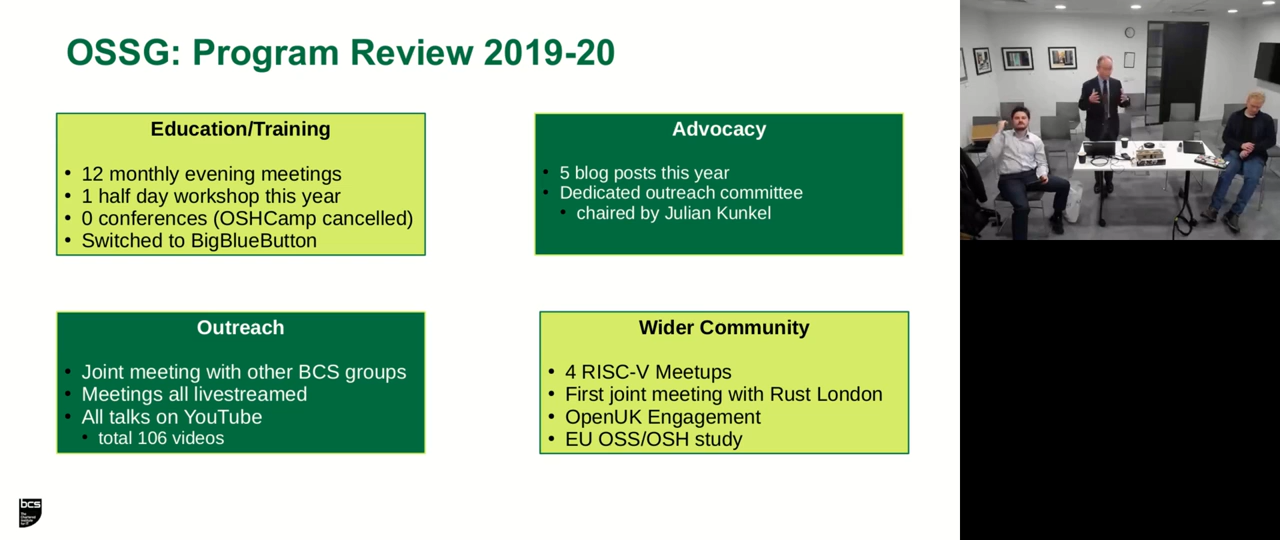 OSSG: Program Review 2019-20
Education/Training
• 12 monthly evening meetings
• 1 half day workshop this year
• 0 conferences (OSHCamp cancelled)
• Switched to BigBlueButton
Advocacy
• 5 blog posts this year
• Dedicated outreach committee
• chaired by Julian Kunkel
Outreach
• Joint meeting with other BCS groups
• Meetings all livestreamed
• All talks on YouTube
• total 106 videos
Wider Community
• 4 RISC-V Meetups
• First joint meeting with Rust London
• OpenUK Engagement
• EU OSS/OSH study
bcs